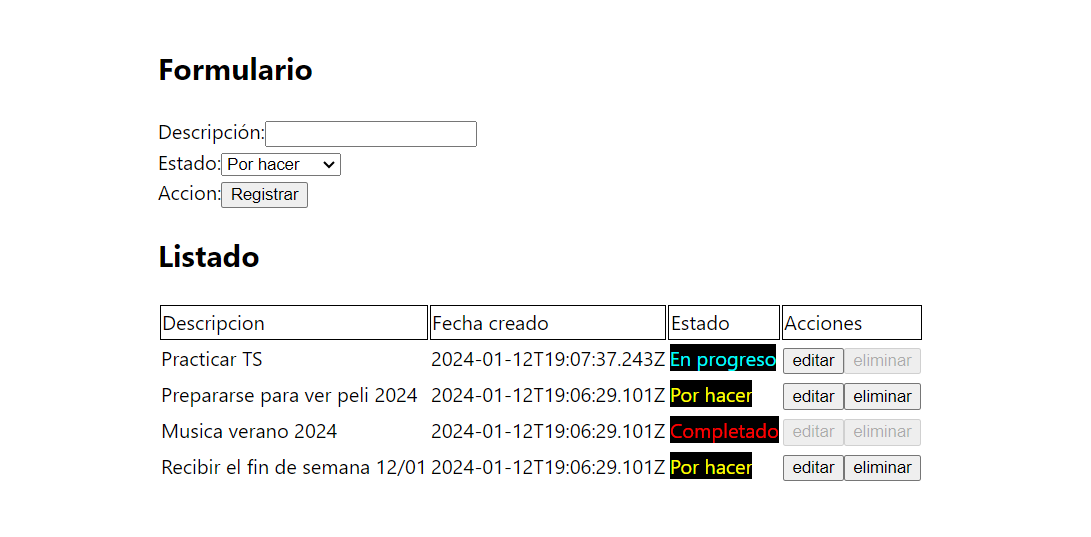 Formulario
Descripción:
Estado: Por hacer
Accion: Registrar
Listado
Descripcion Fecha creado Estado Acciones
Practicar TS 2024-01-12T19:07:37.243Z En progreso editar eliminar
Prepararse para ver peli 2024 2024-01-12T19:06:29.101Z Por hacer editar eliminar
Musica verano 2024 2024-01-12T19:06:29.101Z Completado editar eliminar
Recibir el fin de semana 12/01 2024-01-12T19:06:29.101Z Por hacer editar eliminar